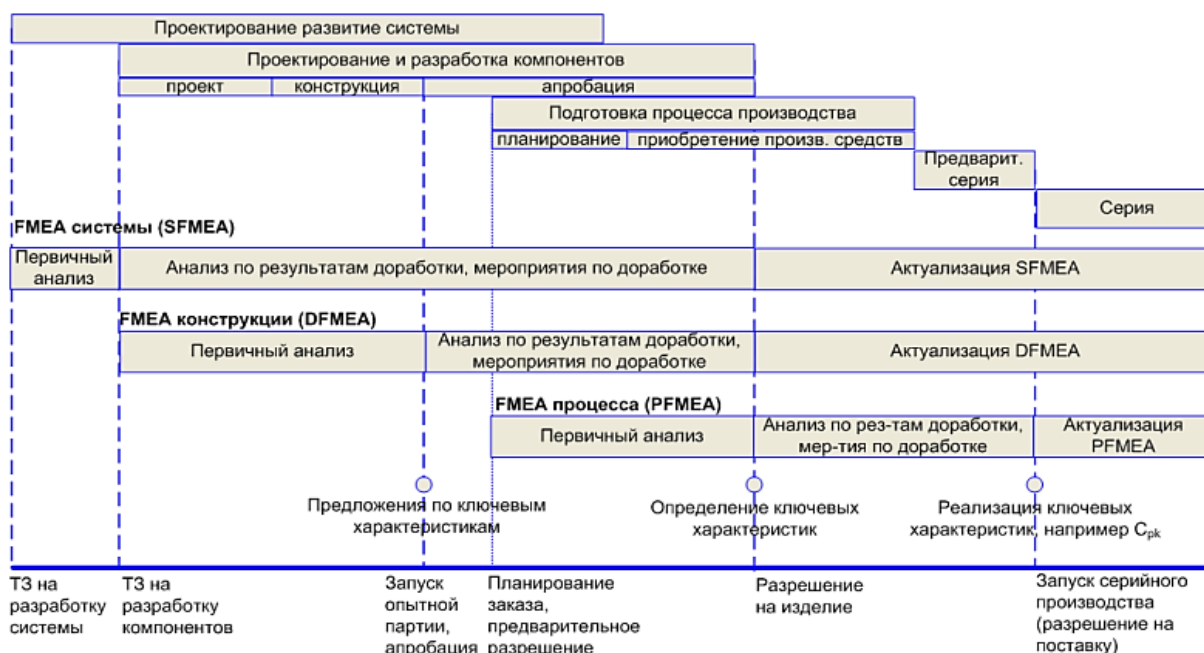 Проектирование развитие системы
Проектирование и разработка компонентов
проект конструкция апробация
Подготовка процесса производства
планирование приобретение произв. средств
Предварит.
серия
Серия
FMEA системы (SFMEA)
Первичный
анализ
Анализ по результатам доработки, мероприятия по доработке
Актуализация SFMEA
FMEA конструкции (DFMEA)
Первичный анализ
Анализ по результатам доработки,
мероприятия по доработке
Актуализация DFMEA
FMEA процесса (PFMEA)
Первичный анализ
Анализ по рез-там доработки,
мер-тия по доработке
Актуализация
PFMEA
Предложения по ключевым
характеристикам
Определение ключевых
характеристик
Реализация ключевых
характеристик, например Cpk
ТЗ на
разработку
системы
ТЗ на
разработку
компонентов
Запуск
опытной
партии,
апробация
Планирование
заказа,
предварительное
разрешение
Разрешение
на изделие
Запуск серийного
производства
(разрешение на
поставку)